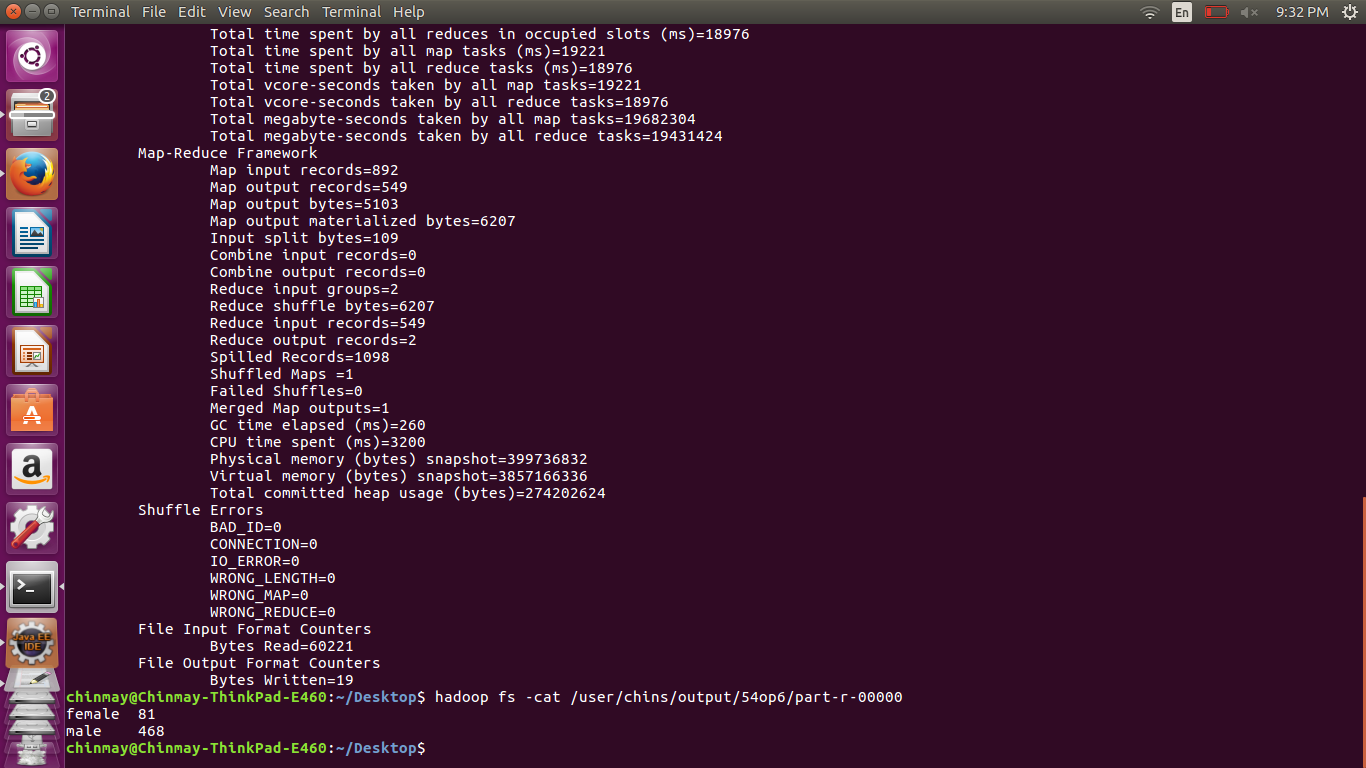 Terminal File Edit View Search Terminal Help En 9:32 PM
Total time spent by all reduces in occupied slots (ms)=18976
Total time spent by all map tasks (ms)=19221
Total time spent by all reduce tasks (ms)=18976
Total vcore-seconds taken by all map tasks=19221
Total vcore-seconds taken by all reduce tasks=18976
Total megabyte-seconds taken by all map tasks=19682304
Total megabyte-seconds taken by all reduce tasks=19431424
Map-Reduce Framework
Map input records=892
Map output records=549
Map output bytes=5103
Map output materialized bytes=6207
Input split bytes=109
Combine input records=0
Combine output records=0
Reduce input groups=2
Reduce shuffle bytes=6207
Reduce input records=549
Reduce output records=2
Spilled Records=1098
Shuffled Maps =1
Failed Shuffles=0
Merged Map outputs=1
GC time elapsed (ms)=260
CPU time spent (ms)=3200
Physical memory (bytes) snapshot=399736832
Virtual memory (bytes) snapshot=3857166336
Total committed heap usage (bytes)=274202624
Shuffle Errors
BAD_ID=0
CONNECTION=0
IO_ERROR=0
WRONG_LENGTH=0
WRONG_MAP=0
WRONG_REDUCE=0
File Input Format Counters
Bytes Read=60221
File Output Format Counters
Bytes Written=19
chinmay@Chinmay-ThinkPad-E460:~/Desktop$ hadoop fs -cat /user/chins/output/54op6/part-r-00000
female 81
male 468
chinmay@Chinmay-ThinkPad-E460:~/Desktop$
2
a
>_
Java EE
IDE